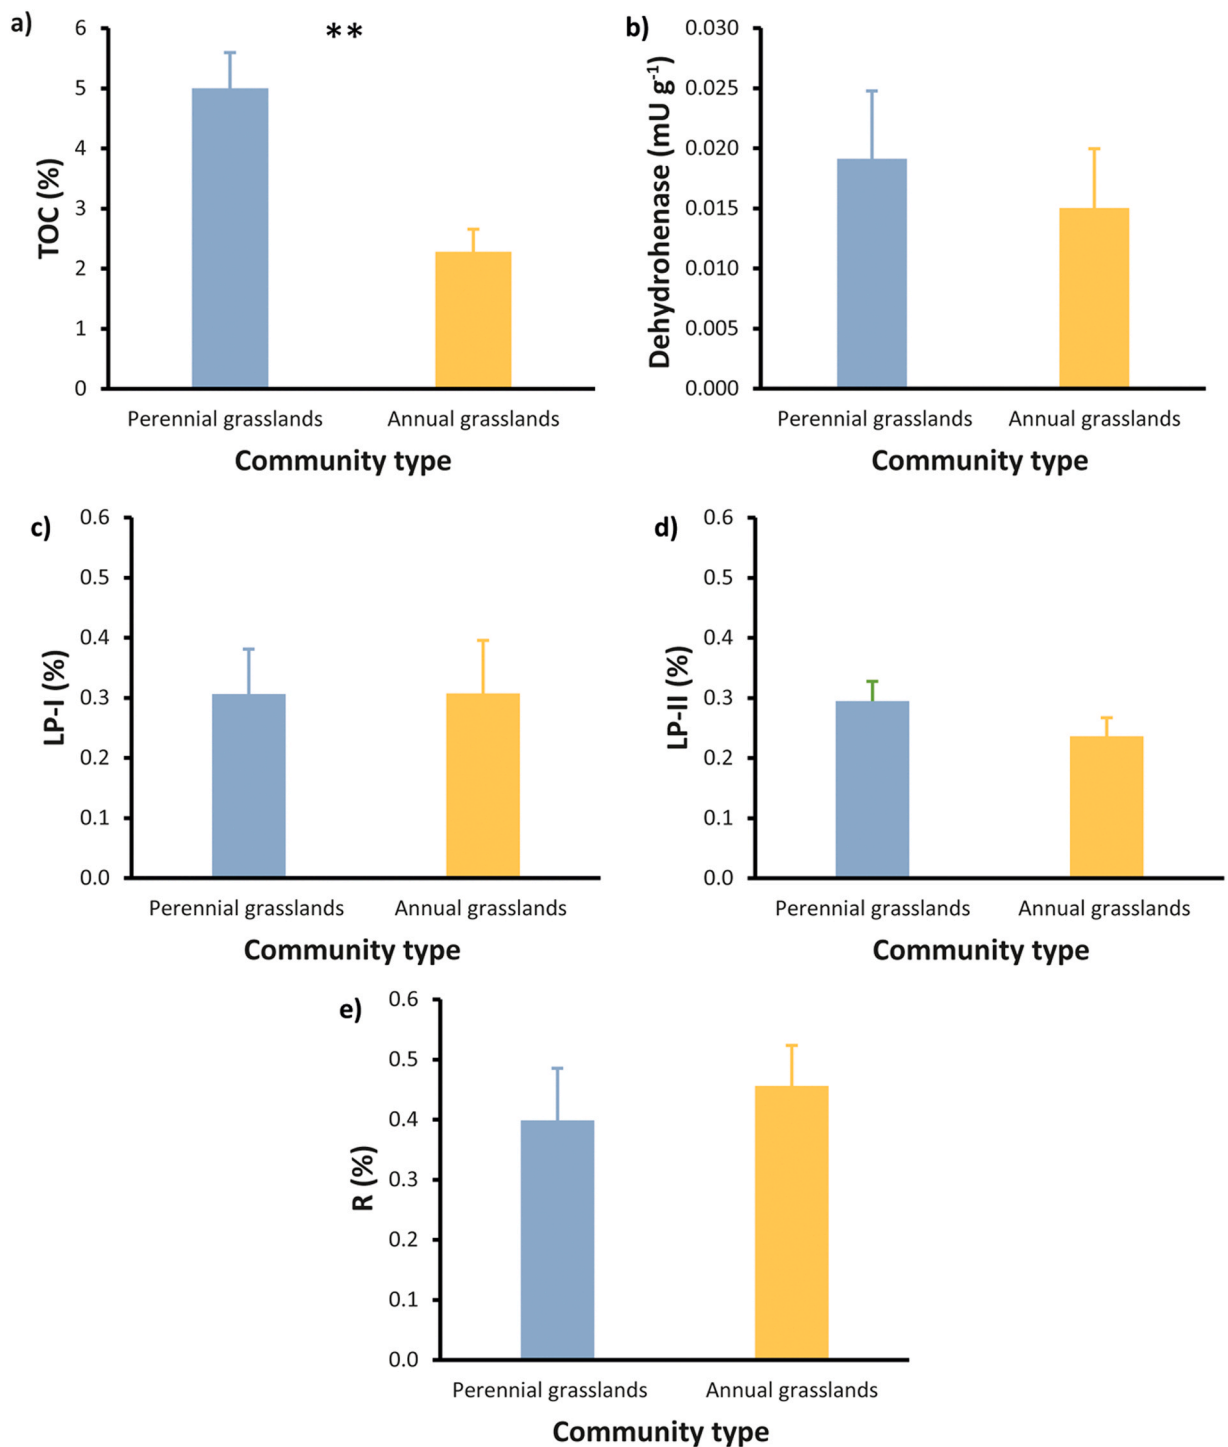 a)
**
TOC (%)
6
5
4
3
2
1
0
Perennial grasslands
Annual grasslands
Community type
b)
Dehydrohenase (mU g-1)
0.030
0.025
0.020
0.015
0.010
0.005
0.000
Perennial grasslands
Annual grasslands
Community type
c)
LP-I (%)
0.6
0.5
0.4
0.3
0.2
0.1
0.0
Perennial grasslands
Annual grasslands
Community type
d)
LP-II (%)
0.6
0.5
0.4
0.3
0.2
0.1
0.0
Perennial grasslands
Annual grasslands
Community type
e)
R (%)
0.6
0.5
0.4
0.3
0.2
0.1
0.0
Perennial grasslands
Annual grasslands
Community type